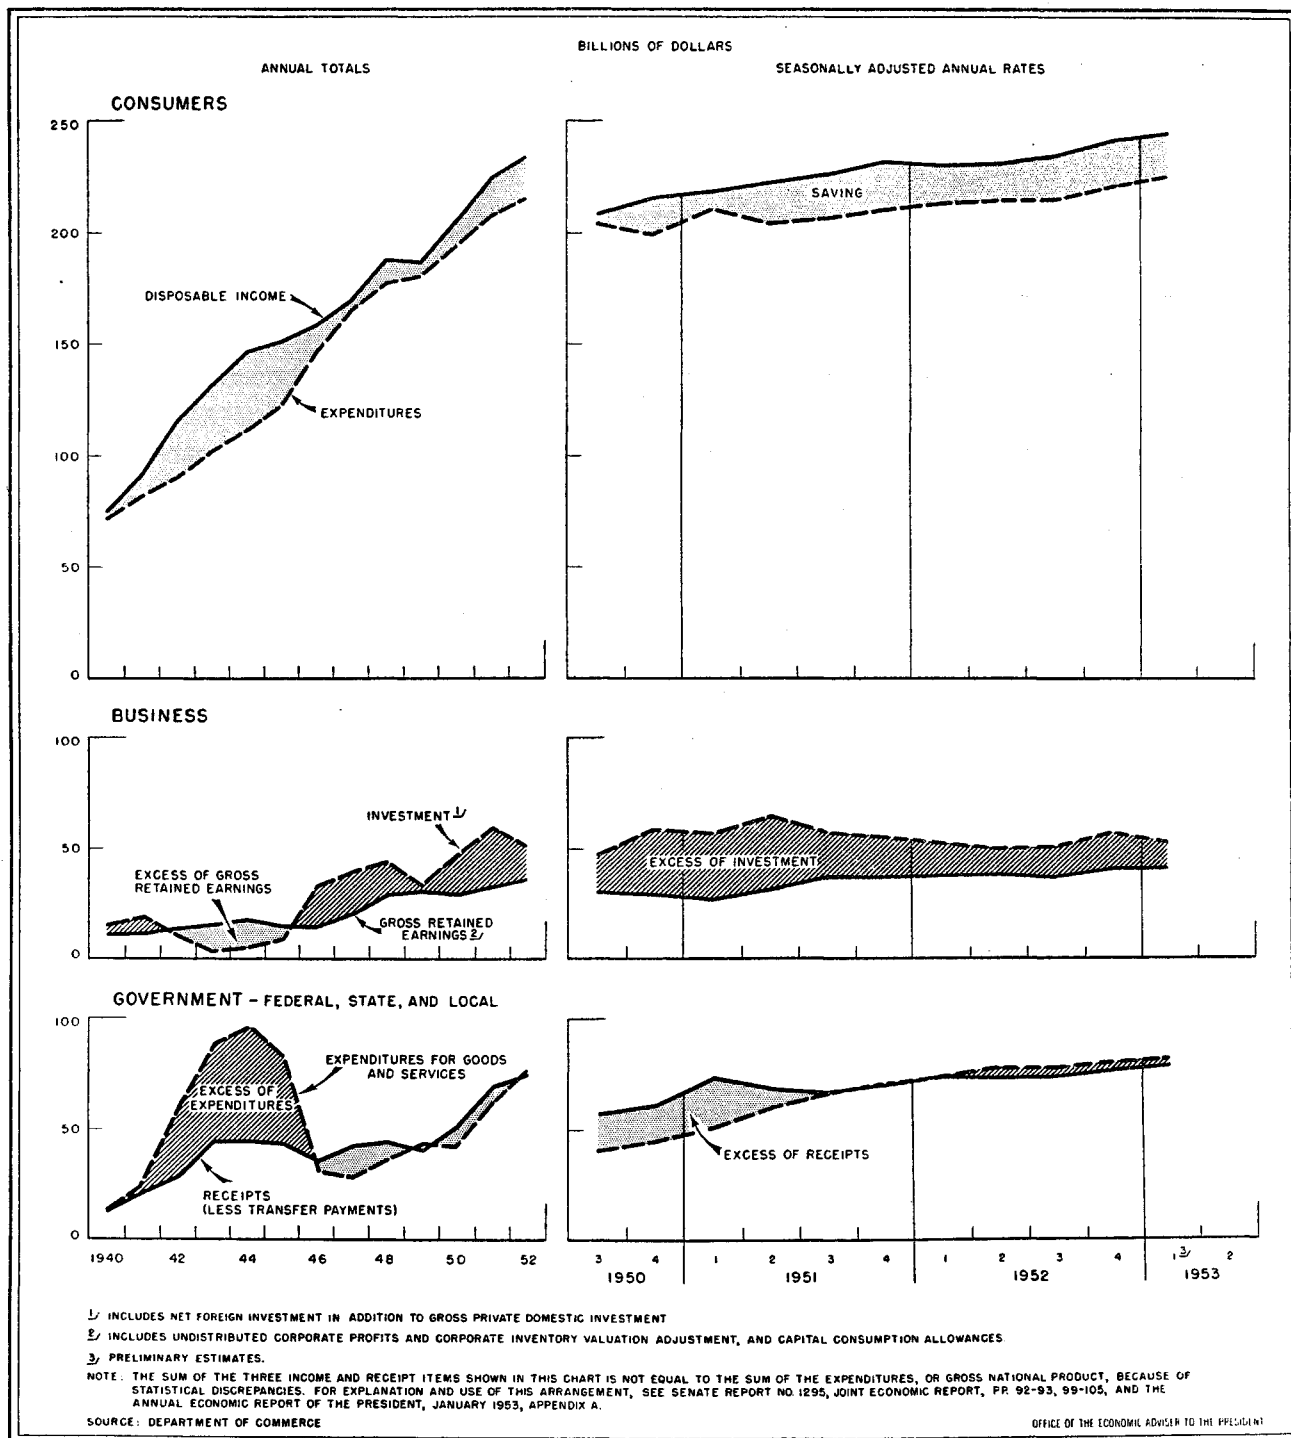 BILLIONS OF DOLLARS
ANNUAL TOTALS
SEASONALLY ADJUSTED ANNUAL RATES
CONSUMERS
250
200
150
100
50
0
DISPOSABLE INCOME
EXPENDITURES
SAVING
BUSINESS
100
50
0
INVESTMENT 1/
EXCESS OF GROSS
RETAINED EARNINGS
GROSS RETAINED
EARNINGS 2/
EXCESS OF INVESTMENT
GOVERNMENT – FEDERAL, STATE, AND LOCAL
100
50
0
EXPENDITURES FOR GOODS
AND SERVICES
EXCESS OF
EXPENDITURES
RECEIPTS
(LESS TRANSFER PAYMENTS)
EXCESS OF RECEIPTS
1940 42 44 46 48 50 52
3 4 1 2 3 4 1 2 3 4 1 3/ 2
1950 1951 1952 1953
1/ INCLUDES NET FOREIGN INVESTMENT IN ADDITION TO GROSS PRIVATE DOMESTIC INVESTMENT
2/ INCLUDES UNDISTRIBUTED CORPORATE PROFITS AND CORPORATE INVENTORY VALUATION ADJUSTMENT, AND CAPITAL CONSUMPTION ALLOWANCES
3/ PRELIMINARY ESTIMATES.
NOTE: THE SUM OF THE THREE INCOME AND RECEIPT ITEMS SHOWN IN THIS CHART IS NOT EQUAL TO THE SUM OF THE EXPENDITURES, OR GROSS NATIONAL PRODUCT, BECAUSE OF
STATISTICAL DISCREPANCIES. FOR EXPLANATION AND USE OF THIS ARRANGEMENT, SEE SENATE REPORT NO. 1295, JOINT ECONOMIC REPORT, PP. 92-93, 99-105, AND THE
ANNUAL ECONOMIC REPORT OF THE PRESIDENT, JANUARY 1953, APPENDIX A.
SOURCE: DEPARTMENT OF COMMERCE
OFFICE OF THE ECONOMIC ADVISER TO THE PRESIDENT